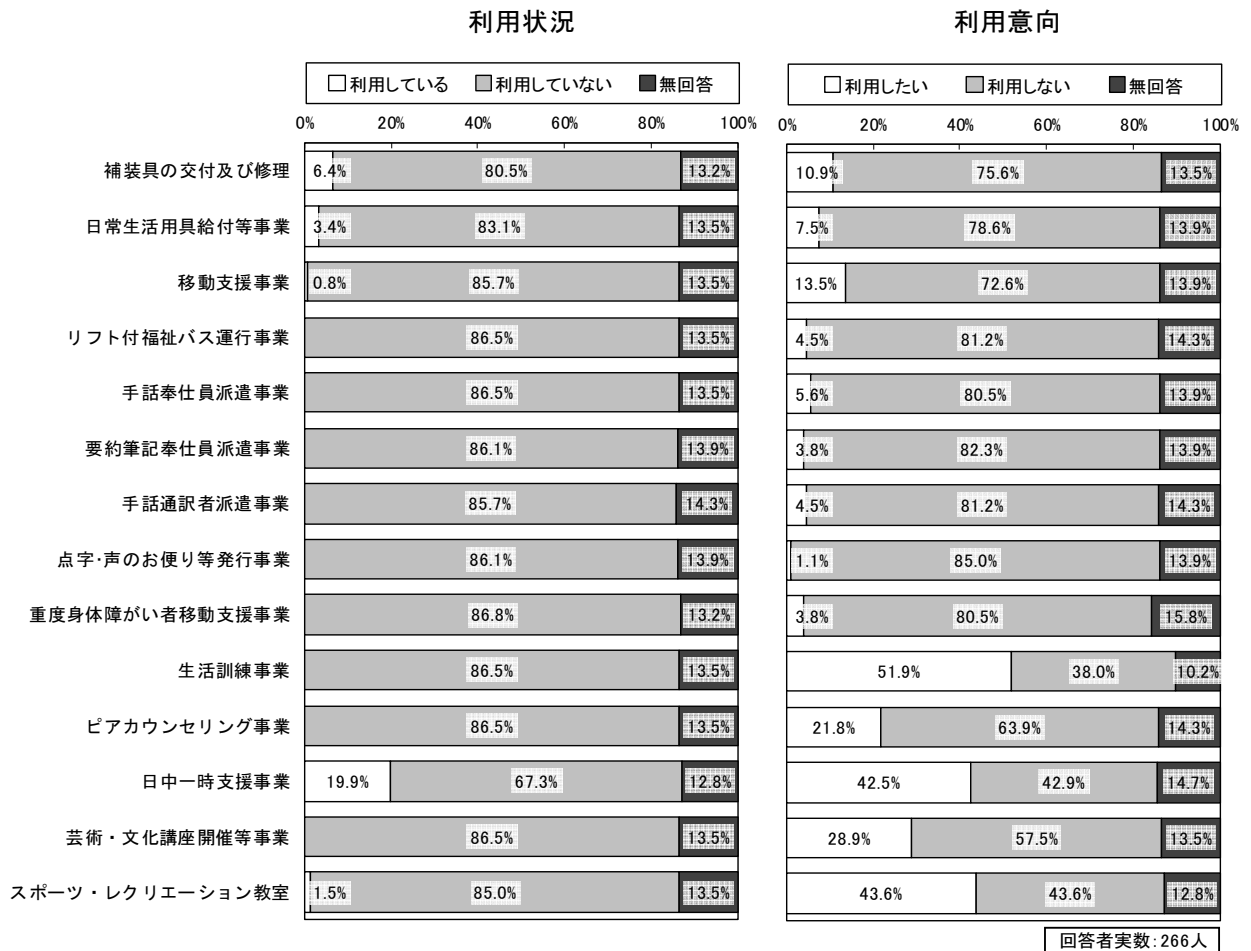 利用状況 利用意向
□利用している □利用していない ■無回答 □利用したい □利用しない ■無回答
0% 20% 40% 60% 80% 100% 0% 20% 40% 60% 80% 100%
補装具の交付及び修理 6.4% 80.5% 13.2% 10.9% 75.6% 13.5%
日常生活用具給付等事業 3.4% 83.1% 13.5% 7.5% 78.6% 13.9%
移動支援事業 0.8% 85.7% 13.5% 13.5% 72.6% 13.9%
リフト付福祉バス運行事業 86.5% 13.5% 4.5% 81.2% 14.3%
手話奉仕員派遣事業 86.5% 13.5% 5.6% 80.5% 13.9%
要約筆記奉仕員派遣事業 86.1% 13.9% 3.8% 82.3% 13.9%
手話通訳者派遣事業 85.7% 14.3% 4.5% 81.2% 14.3%
点字・声のお便り等発行事業 86.1% 13.9% 1.1% 85.0% 13.9%
重度身体障がい者移動支援事業 86.8% 13.2% 3.8% 80.5% 15.8%
生活訓練事業 86.5% 13.5% 51.9% 38.0% 10.2%
ピアカウンセリング事業 86.5% 13.5% 21.8% 63.9% 14.3%
日中一時支援事業 19.9% 67.3% 12.8% 42.5% 42.9% 14.7%
芸術・文化講座開催等事業 86.5% 13.5% 28.9% 57.5% 13.5%
スポーツ・レクリエーション教室 1.5% 85.0% 13.5% 43.6% 43.6% 12.8%
回答者実数:266人